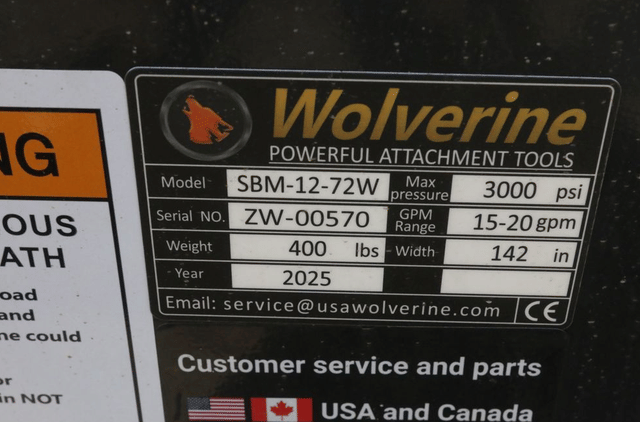 NG
OUS
ATH
oad
and
ne could
or
in NOT
Wolverine
POWERFUL ATTACHMENT TOOLS
Model SBM-12-72W Max pressure 3000 psi
Serial NO. ZW-00570 GPM Range 15-20 gpm
Weight 400 lbs Width 142 in
Year 2025
Email: service@usawolverine.com CE
Customer service and parts
USA and Canada